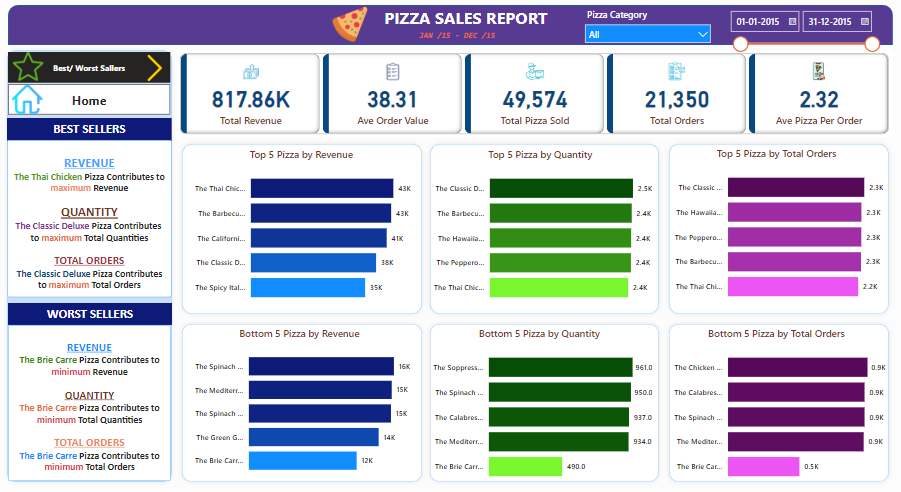 PIZZA SALES REPORT
JAN /15 - DEC /15
Pizza Category
All
01-01-2015
31-12-2015
Best/ Worst Sallers
Home
BEST SELLERS
REVENUE
The Thai Chicken Pizza Contributes to
maximum Revenue
QUANTITY
The Classic Deluxe Pizza Contributes
to maximum Total Quantities
TOTAL ORDERS
The Classic Deluxe Pizza Contributes
to maximum Total Orders
WORST SELLERS
REVENUE
The Brie Carre Pizza Contributes to
minimum Revenue
QUANTITY
The Brie Carre Pizza Contributes to
minimum Total Quantities
TOTAL ORDERS
The Brie Carre Pizza Contributes to
minimum Total Orders
817.86K
Total Revenue
38.31
Ave Order Value
49,574
Total Pizza Sold
21,350
Total Orders
2.32
Ave Pizza Per Order
Top 5 Pizza by Revenue
The Thai Chic... 43K
The Barbecu... 43K
The Californi... 41K
The Classic D... 38K
The Spicy Ital... 35K
Top 5 Pizza by Quantity
The Classic D... 2.5K
The Barbecu... 2.4K
The Hawaiia... 2.4K
The Peppero... 2.4K
The Thai Chic... 2.4K
Top 5 Pizza by Total Orders
The Classic ... 2.3K
The Hawaiia... 2.3K
The Peppero... 2.3K
The Barbecu... 2.3K
The Thai Chi... 2.2K
Bottom 5 Pizza by Revenue
The Spinach ... 16K
The Mediterr... 15K
The Spinach ... 15K
The Green G... 14K
The Brie Carr... 12K
Bottom 5 Pizza by Quantity
The Soppress... 961.0
The Spinach ... 950.0
The Calabres... 937.0
The Mediterr... 934.0
The Brie Carr... 490.0
Bottom 5 Pizza by Total Orders
The Chicken ... 0.9K
The Calabres... 0.9K
The Spinach ... 0.9K
The Mediter... 0.9K
The Brie Car... 0.5K